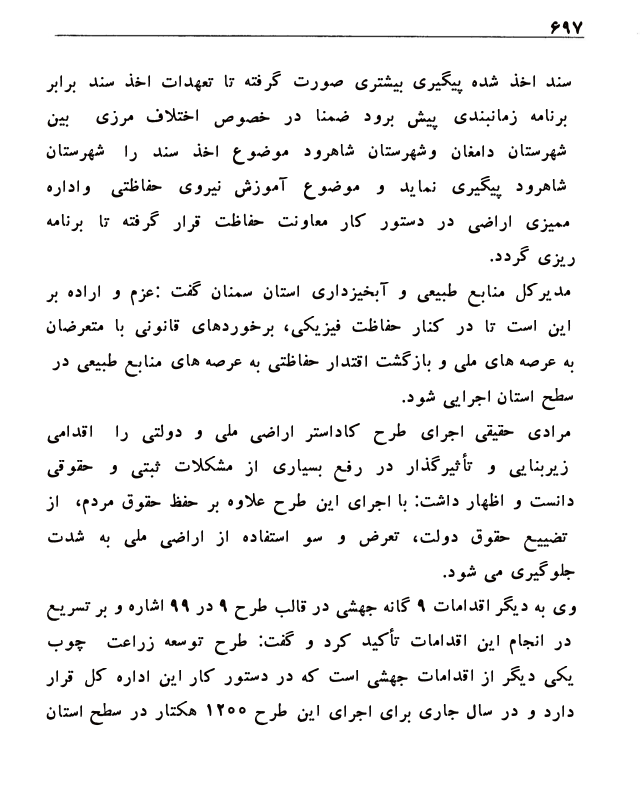 ۶۹۷
سند اخذ شده پیگیری بیشتری صورت گرفته تا تعهدات اخذ سند برابر
برنامه زمانبندی پیش برود ضمنا در خصوص اختلاف مرزی بین
شهرستان دامغان وشهرستان شاهرود موضوع اخذ سند را شهرستان
شاهرود پیگیری نماید و موضوع آموزش نیروی حفاظتی واداره
ممیزی اراضی در دستور کار معاونت حفاظت قرار گرفته تا برنامه
ریزی گردد.
مدیرکل منابع طبیعی و آبخیزداری استان سمنان گفت :عزم و اراده بر
این است تا در کنار حفاظت فیزیکی، برخوردهای قانونی با متعرضان
به عرصه های ملی و بازگشت اقتدار حفاظتی به عرصه های منابع طبیعی در
سطح استان اجرایی شود.
مرادی حقیقی اجرای طرح کاداستر اراضی ملی و دولتی را اقدامی
زیربنایی و تأثیرگذار در رفع بسیاری از مشکلات ثبتی و حقوقی
دانست و اظهار داشت: با اجرای این طرح علاوه بر حفظ حقوق مردم، از
تضییع حقوق دولت، تعرض و سو استفاده از اراضی ملی به شدت
جلوگیری می شود.
وی به دیگر اقدامات ۹ گانه جهشی در قالب طرح ۹ در ۹۹ اشاره و بر تسریع
در انجام این اقدامات تأکید کرد و گفت: طرح توسعه زراعت چوب
یکی دیگر از اقدامات جهشی است که در دستور کار این اداره کل قرار
دارد و در سال جاری برای اجرای این طرح ۱۲۰۰ هکتار در سطح استان